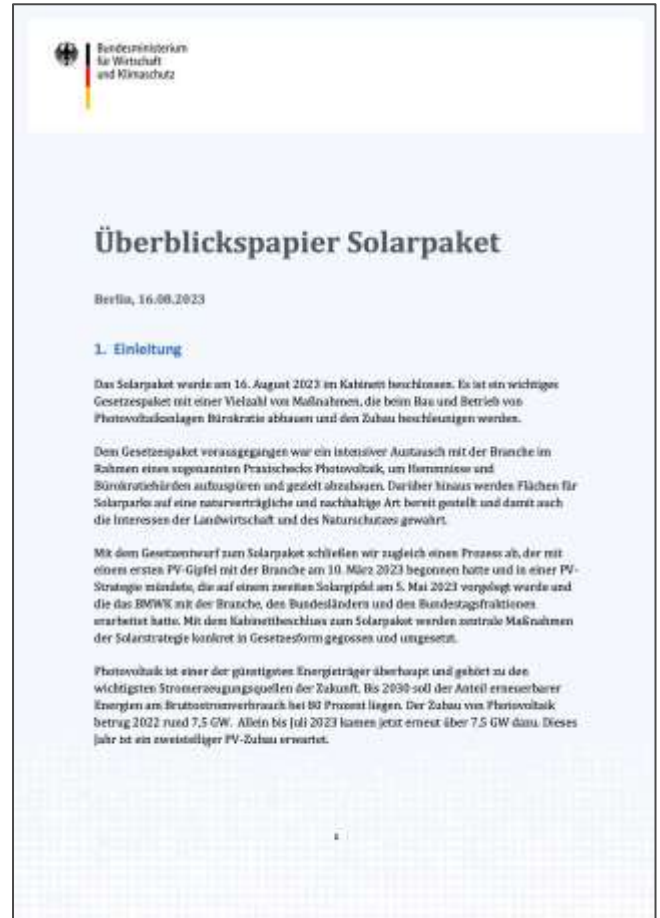 Bundesministerium
für Wirtschaft
und Klimaschutz
Überblickspapier Solarpaket
Berlin, 16.08.2023
1. Einleitung
Das Solarpaket wurde am 16. August 2023 im Kabinett beschlossen. Es ist ein wichtiges
Gesetzespaket mit einer Vielzahl von Maßnahmen, die beim Bau und Betrieb von
Photovoltaikanlagen Bürokratie abbauen und den Zubau beschleunigen werden.
Dem Gesetzespaket vorausgegangen war ein intensiver Austausch mit der Branche im
Rahmen eines sogenannten Praxischecks Photovoltaik, um Hemmnisse und
Bürokratiehürden aufzuspüren und gezielt abzubauen. Darüber hinaus werden Flächen für
Solarparks auf eine naturverträgliche und nachhaltige Art bereit gestellt und damit auch
die Interessen der Landwirtschaft und des Naturschutzes gewahrt.
Mit dem Gesetzentwurf zum Solarpaket schließen wir zugleich einen Prozess ab, der mit
einem ersten PV-Gipfel mit der Branche am 10. März 2023 begonnen hatte und in einer PV-
Strategie mündete, die auf einem zweiten Solargipfel am 5. Mai 2023 vorgelegt wurde und
die das BMWK mit der Branche, den Bundesländern und den Bundestagsfraktionen
erarbeitet hatte. Mit dem Kabinettbeschluss zum Solarpaket werden zentrale Maßnahmen
der Solarstrategie konkret in Gesetzesform gegossen und umgesetzt.
Photovoltaik ist einer der günstigsten Energieträger überhaupt und gehört zu den
wichtigsten Stromerzeugungsquellen der Zukunft. Bis 2030 soll der Anteil erneuerbarer
Energien am Bruttostromverbrauch bei 80 Prozent liegen. Der Zubau von Photovoltaik
betrug 2022 rund 7,5 GW. Allein bis Juli 2023 kamen jetzt erneut über 7,5 GW dazu. Dieses
Jahr ist ein zweistelliger PV-Zubau erwartet.